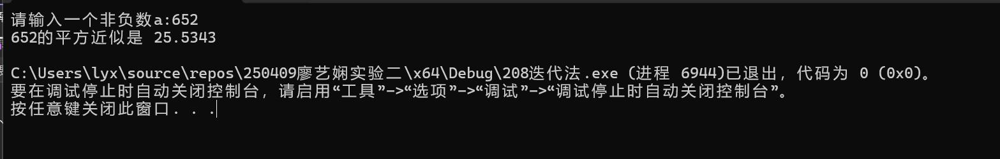 请输入一个非负数a:652
652的平方近似是 25.5343
C:\Users\lyx\source\repos\250409廖艺娴实验二\x64\Debug\208迭代法.exe (进程 6944)已退出，代码为 0 (0x0)。
要在调试停止时自动关闭控制台，请启用“工具”->“选项”->“调试”->“调试停止时自动关闭控制台”。
按任意键关闭此窗口. . .